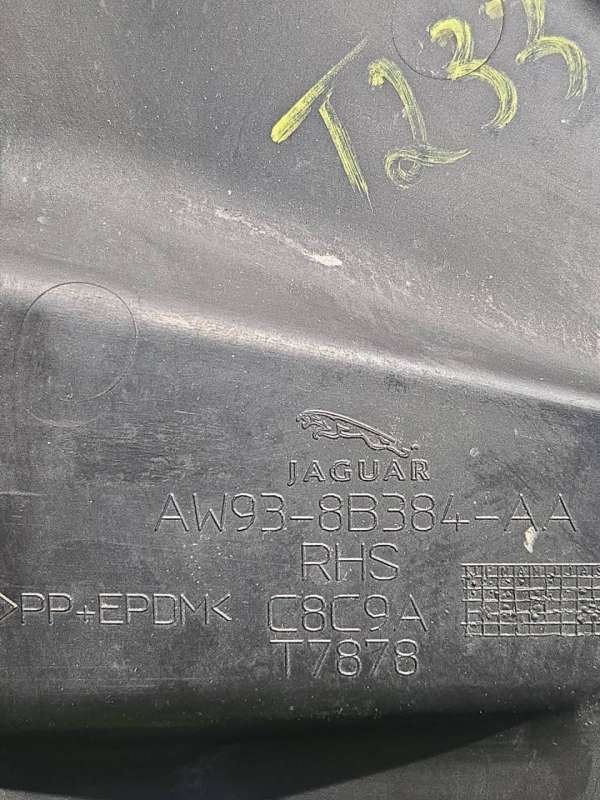 T233
JAGUAR
AW93-8B384-AA
RHS
>PP+EPDM< C8C9A
T7878